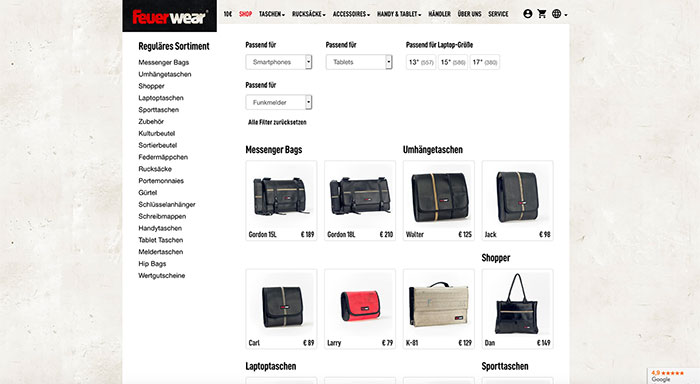 Feuerwear®
10€ SHOP TASCHEN RUCKSÄCKE ACCESSOIRES HANDY & TABLET HÄNDLER ÜBER UNS SERVICE
Reguläres Sortiment
Messenger Bags
Umhängetaschen
Shopper
Laptoptaschen
Sporttaschen
Zubehör
Kulturbeutel
Sortierbeutel
Federmäppchen
Rucksäcke
Portemonnaies
Gürtel
Schlüsselanhänger
Schreibmappen
Handytaschen
Tablet Taschen
Meldertaschen
Hip Bags
Wertgutscheine
Passend für
Smartphones
Passend für
Tablets
Passend für Laptop-Größe
13" (557) 15" (586) 17" (380)
Passend für
Funkmelder
Alle Filter zurücksetzen
Messenger Bags
Umhängetaschen
Gordon 15L € 189
Gordon 18L € 210
Walter € 125
Jack € 98
Shopper
Carl € 89
Larry € 79
K-81 € 129
Dan € 149
Laptoptaschen
Sporttaschen
4,9 ★★★★★
Google